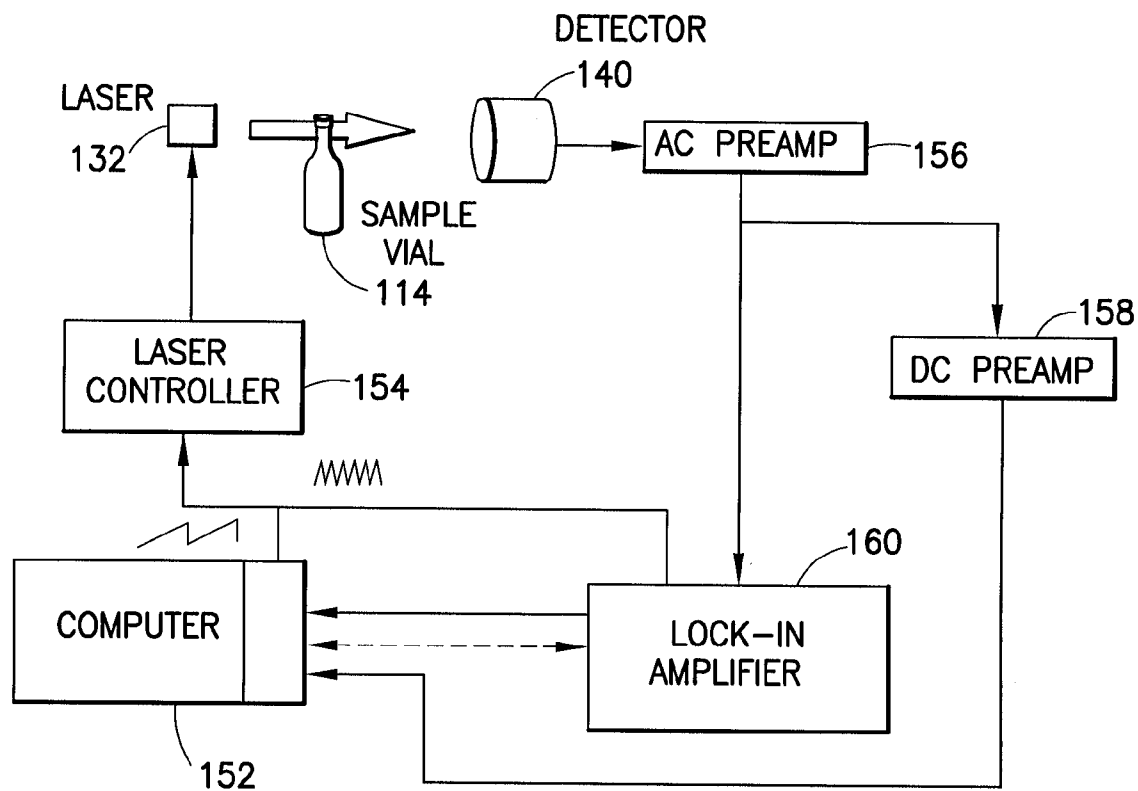 DETECTOR
140
LASER
132
AC PREAMP
156
SAMPLE
VIAL
114
158
DC PREAMP
LASER
CONTROLLER
154
160
COMPUTER
LOCK-IN
AMPLIFIER
152